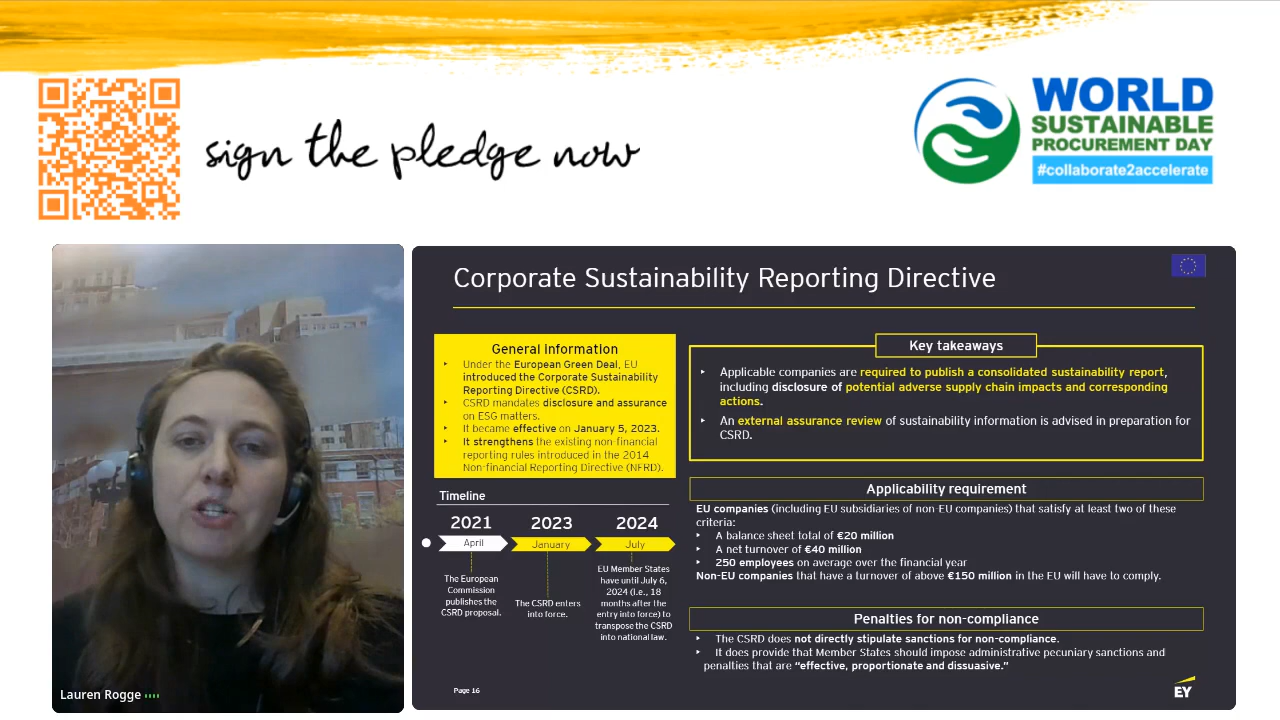 sign the pledge now
WORLD
SUSTAINABLE
PROCUREMENT DAY
#collaborate2accelerate
Lauren Rogge
Corporate Sustainability Reporting Directive
General information
▸ Under the European Green Deal, EU
introduced the Corporate Sustainability
Reporting Directive (CSRD).
▸ CSRD mandates disclosure and assurance
on ESG matters.
▸ It became effective on January 5, 2023.
▸ It strengthens the existing non-financial
reporting rules introduced in the 2014
Non-financial Reporting Directive (NFRD).
Timeline
2021
April
The European
Commission
publishes the
CSRD proposal.
2023
January
The CSRD enters
into force.
2024
July
EU Member States
have until July 6,
2024 (i.e., 18
months after the
entry into force) to
transpose the CSRD
into national law.
Key takeaways
▸ Applicable companies are required to publish a consolidated sustainability report,
including disclosure of potential adverse supply chain impacts and corresponding
actions.
▸ An external assurance review of sustainability information is advised in preparation for
CSRD.
Applicability requirement
EU companies (including EU subsidiaries of non-EU companies) that satisfy at least two of these
criteria:
▸ A balance sheet total of €20 million
▸ A net turnover of €40 million
▸ 250 employees on average over the financial year
Non-EU companies that have a turnover of above €150 million in the EU will have to comply.
Penalties for non-compliance
▸ The CSRD does not directly stipulate sanctions for non-compliance.
▸ It does provide that Member States should impose administrative pecuniary sanctions and
penalties that are “effective, proportionate and dissuasive.”
Page 16
EY